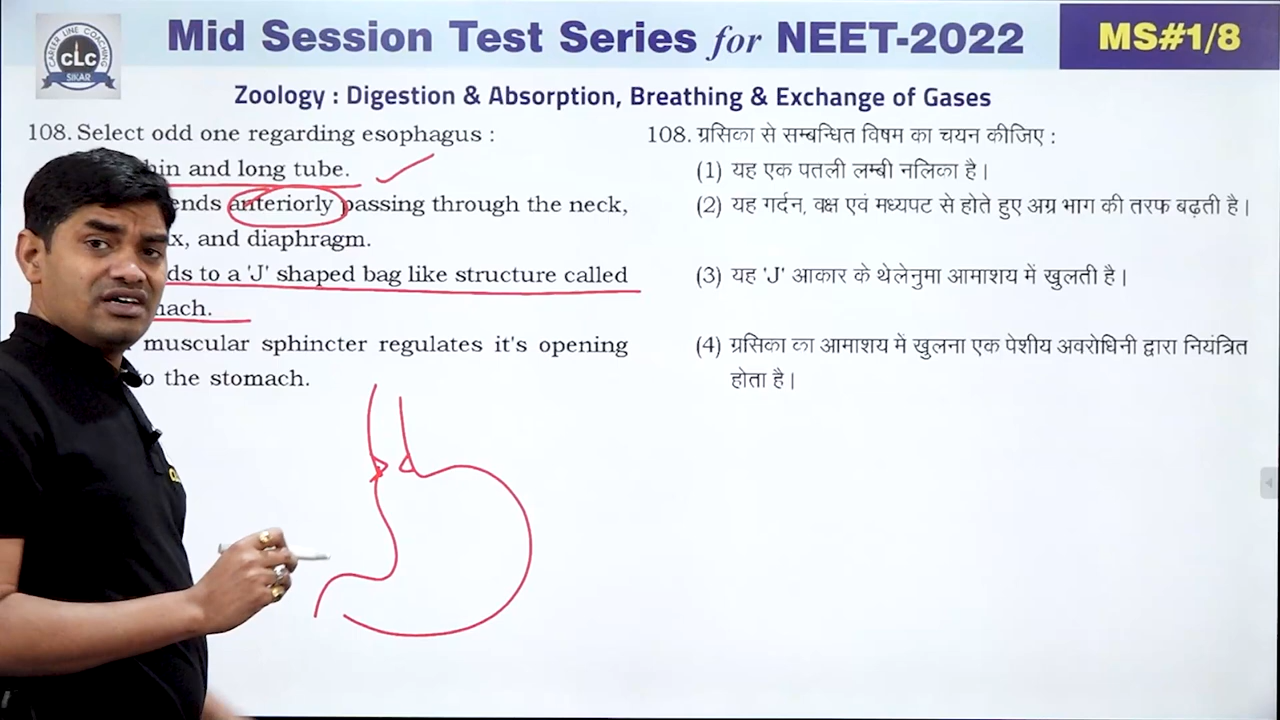 Mid Session Test Series for NEET-2022
MS#1/8
CAREER LINE COACHING
CLC
SIKAR
Zoology : Digestion & Absorption, Breathing & Exchange of Gases
108. Select odd one regarding esophagus :
and long tube.
anteriorly passing through the neck,
and diaphragm.
to a 'J' shaped bag like structure called
muscular sphincter regulates it's opening
the stomach.
108. ग्रसिका से सम्बन्धित विषम का चयन कीजिए :
(1) यह एक पतली लम्बी नलिका है।
(2) यह गर्दन, वक्ष एवं मध्यपट से होते हुए अग्र भाग की तरफ बढ़ती है।
(3) यह 'J' आकार के थेलेनुमा आमाशय में खुलती है।
(4) ग्रसिका का आमाशय में खुलना एक पेशीय अवरोधिनी द्वारा नियंत्रित
होता है।